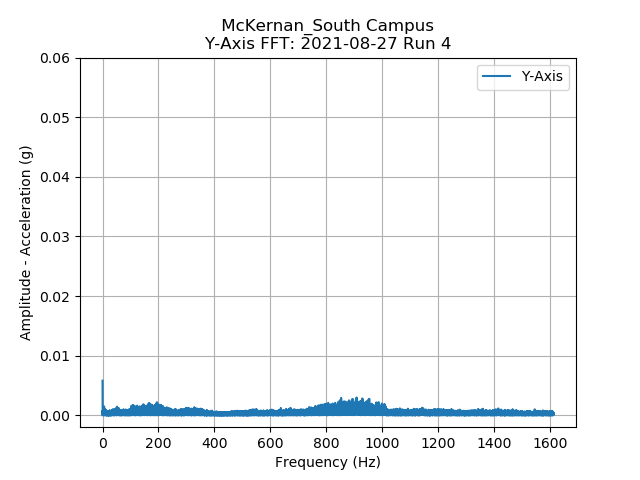 McKernan_South Campus
Y-Axis FFT: 2021-08-27 Run 4
Y-Axis
0.06
0.05
0.04
0.03
0.02
0.01
0.00
Amplitude - Acceleration (g)
0 200 400 600 800 1000 1200 1400 1600
Frequency (Hz)